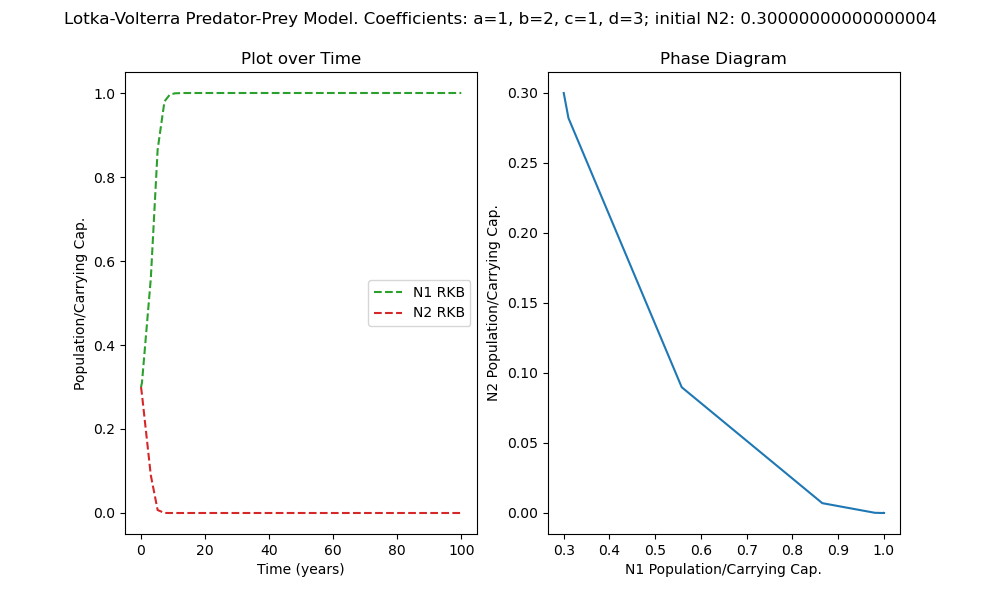 Lotka-Volterra Predator-Prey Model. Coefficients: a=1, b=2, c=1, d=3; initial N2: 0.30000000000000004
Plot over Time
Population/Carrying Cap.
1.0
0.8
0.6
0.4
0.2
0.0
N1 RKB
N2 RKB
0 20 40 60 80 100
Time (years)
Phase Diagram
N2 Population/Carrying Cap.
0.30
0.25
0.20
0.15
0.10
0.05
0.00
0.3 0.4 0.5 0.6 0.7 0.8 0.9 1.0
N1 Population/Carrying Cap.